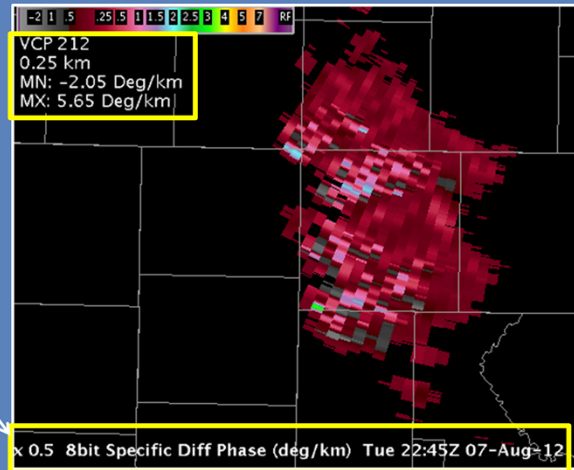 -2 1 .5 .25 .5 1 1.5 2 2.5 3 4 5 7 RF
VCP 212
0.25 km
MN: -2.05 Deg/km
MX: 5.65 Deg/km
x 0.5 8bit Specific Diff Phase (deg/km) Tue 22:45Z 07-Aug-12